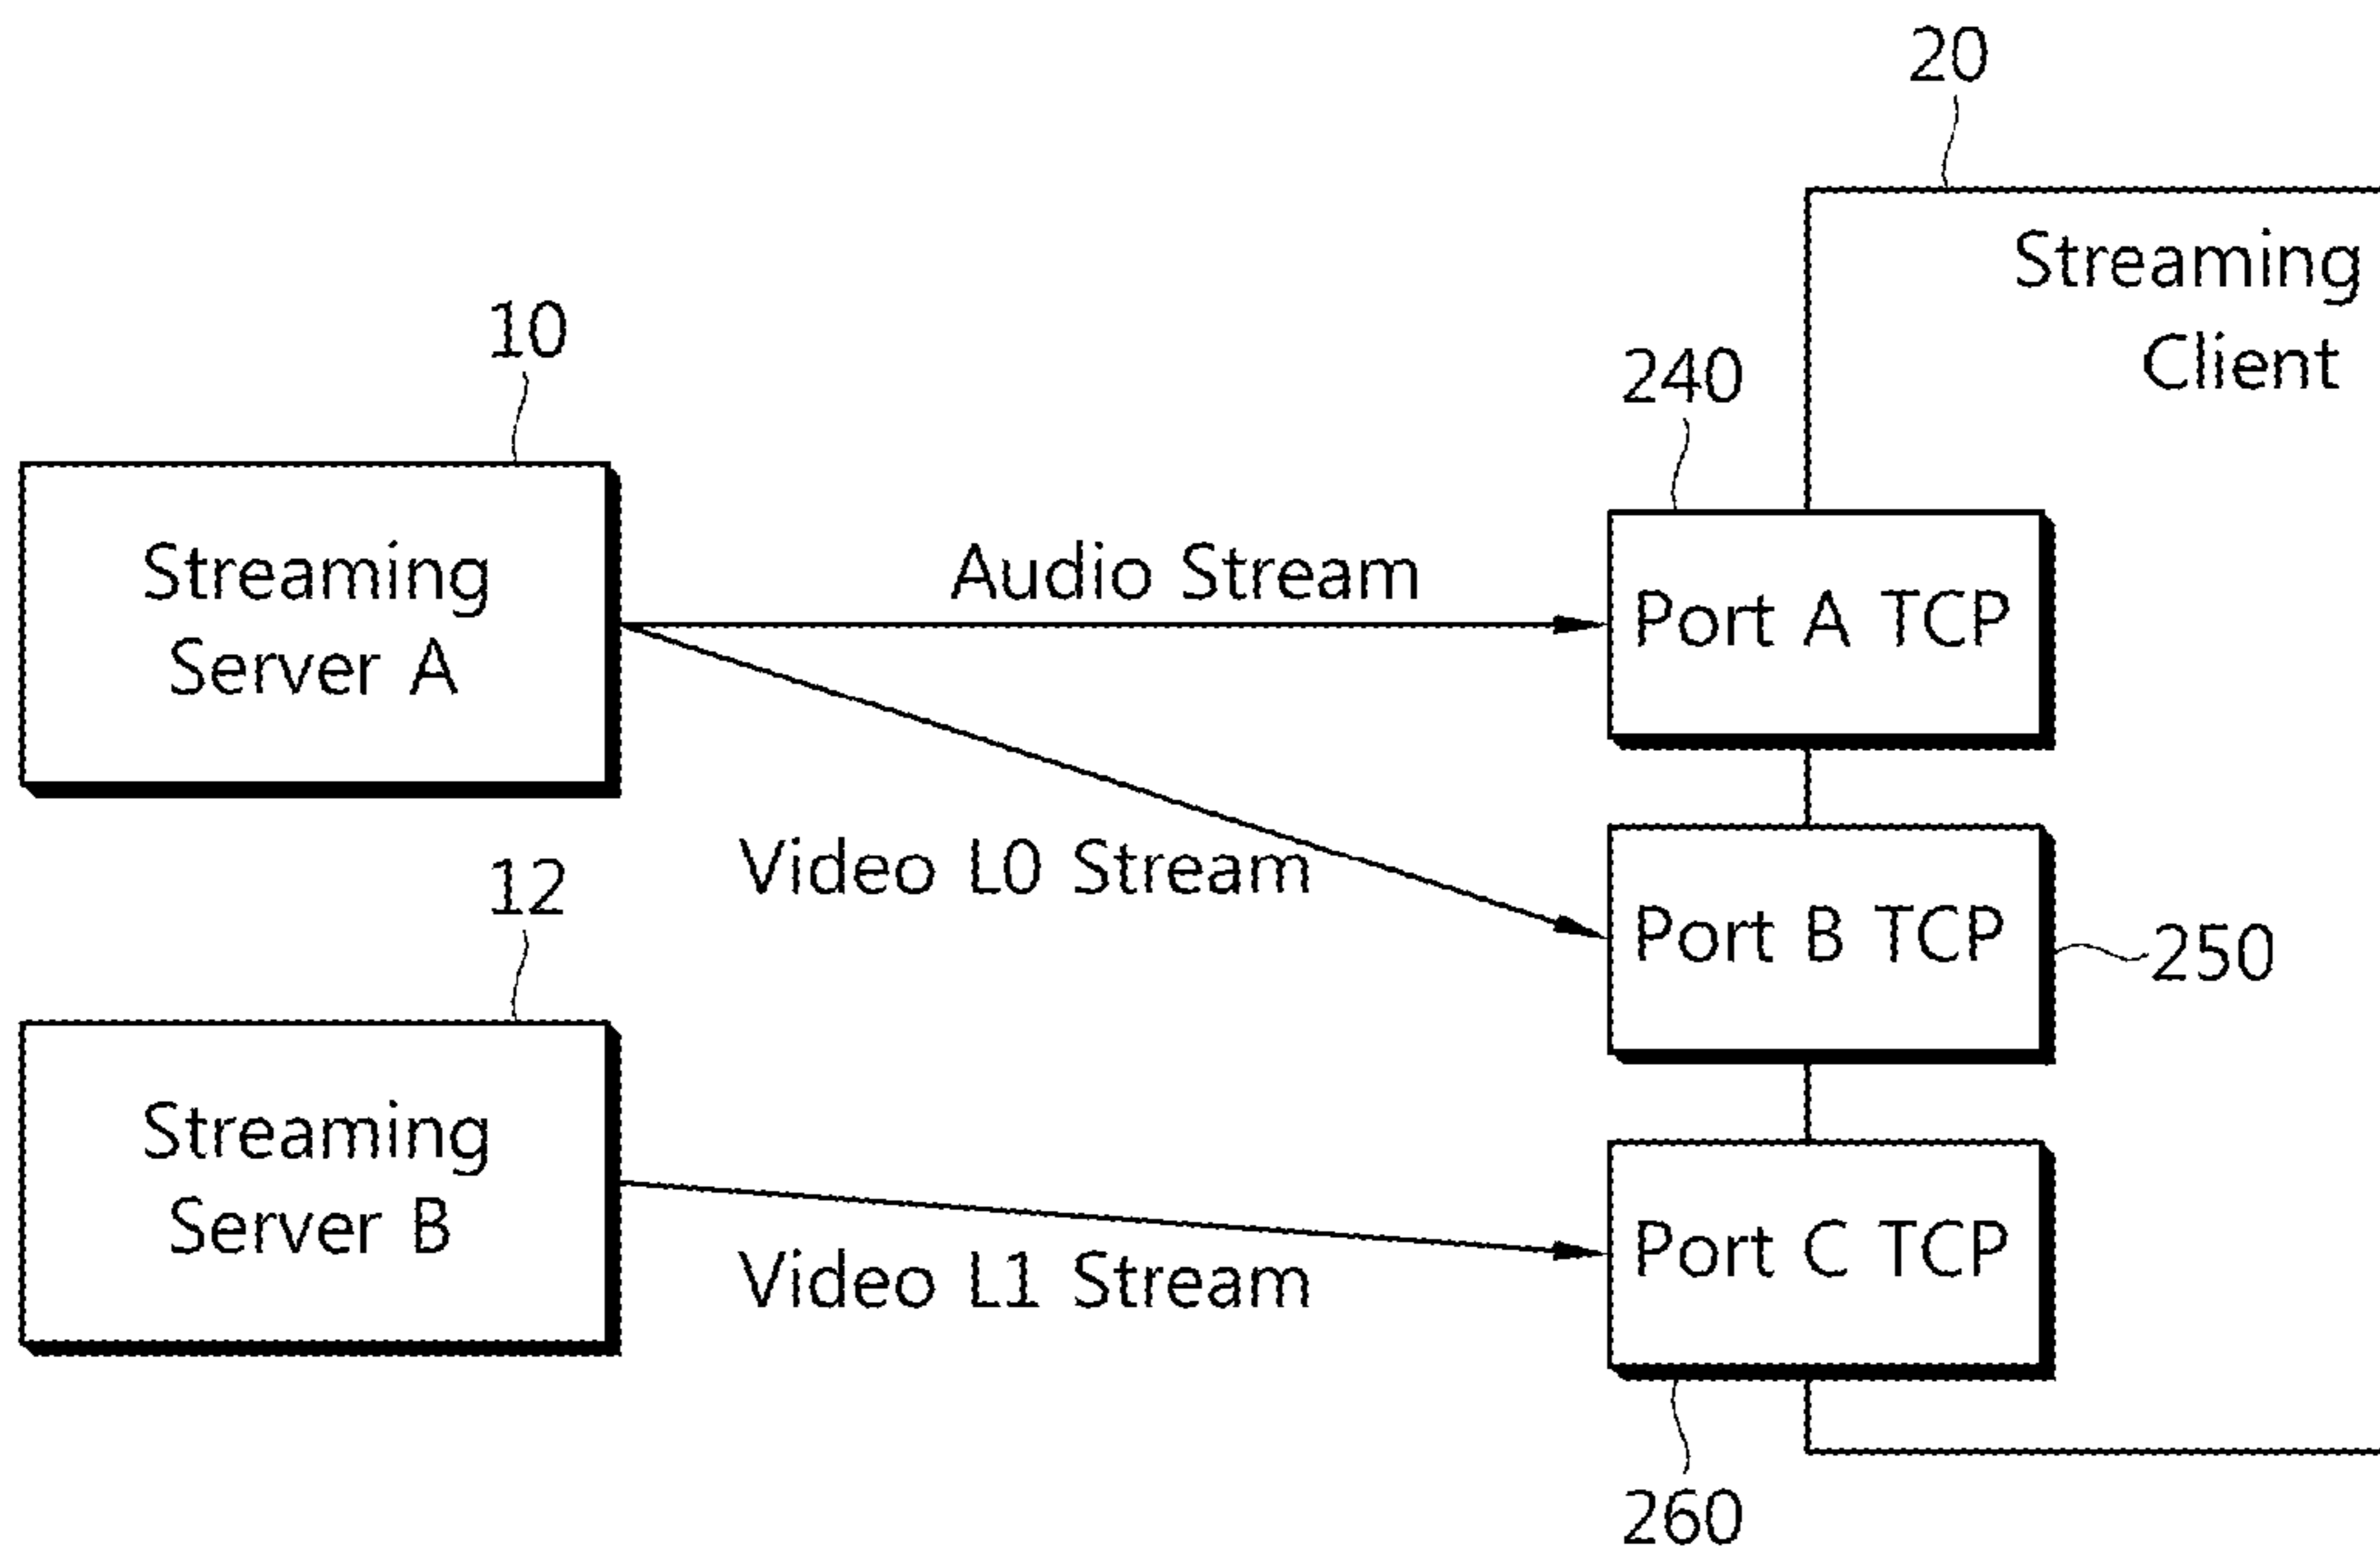 20
Streaming
Client
10
240
Streaming
Server A
Audio Stream
Port A TCP
Video L0 Stream
12
Port B TCP
250
Streaming
Server B
Video L1 Stream
Port C TCP
260